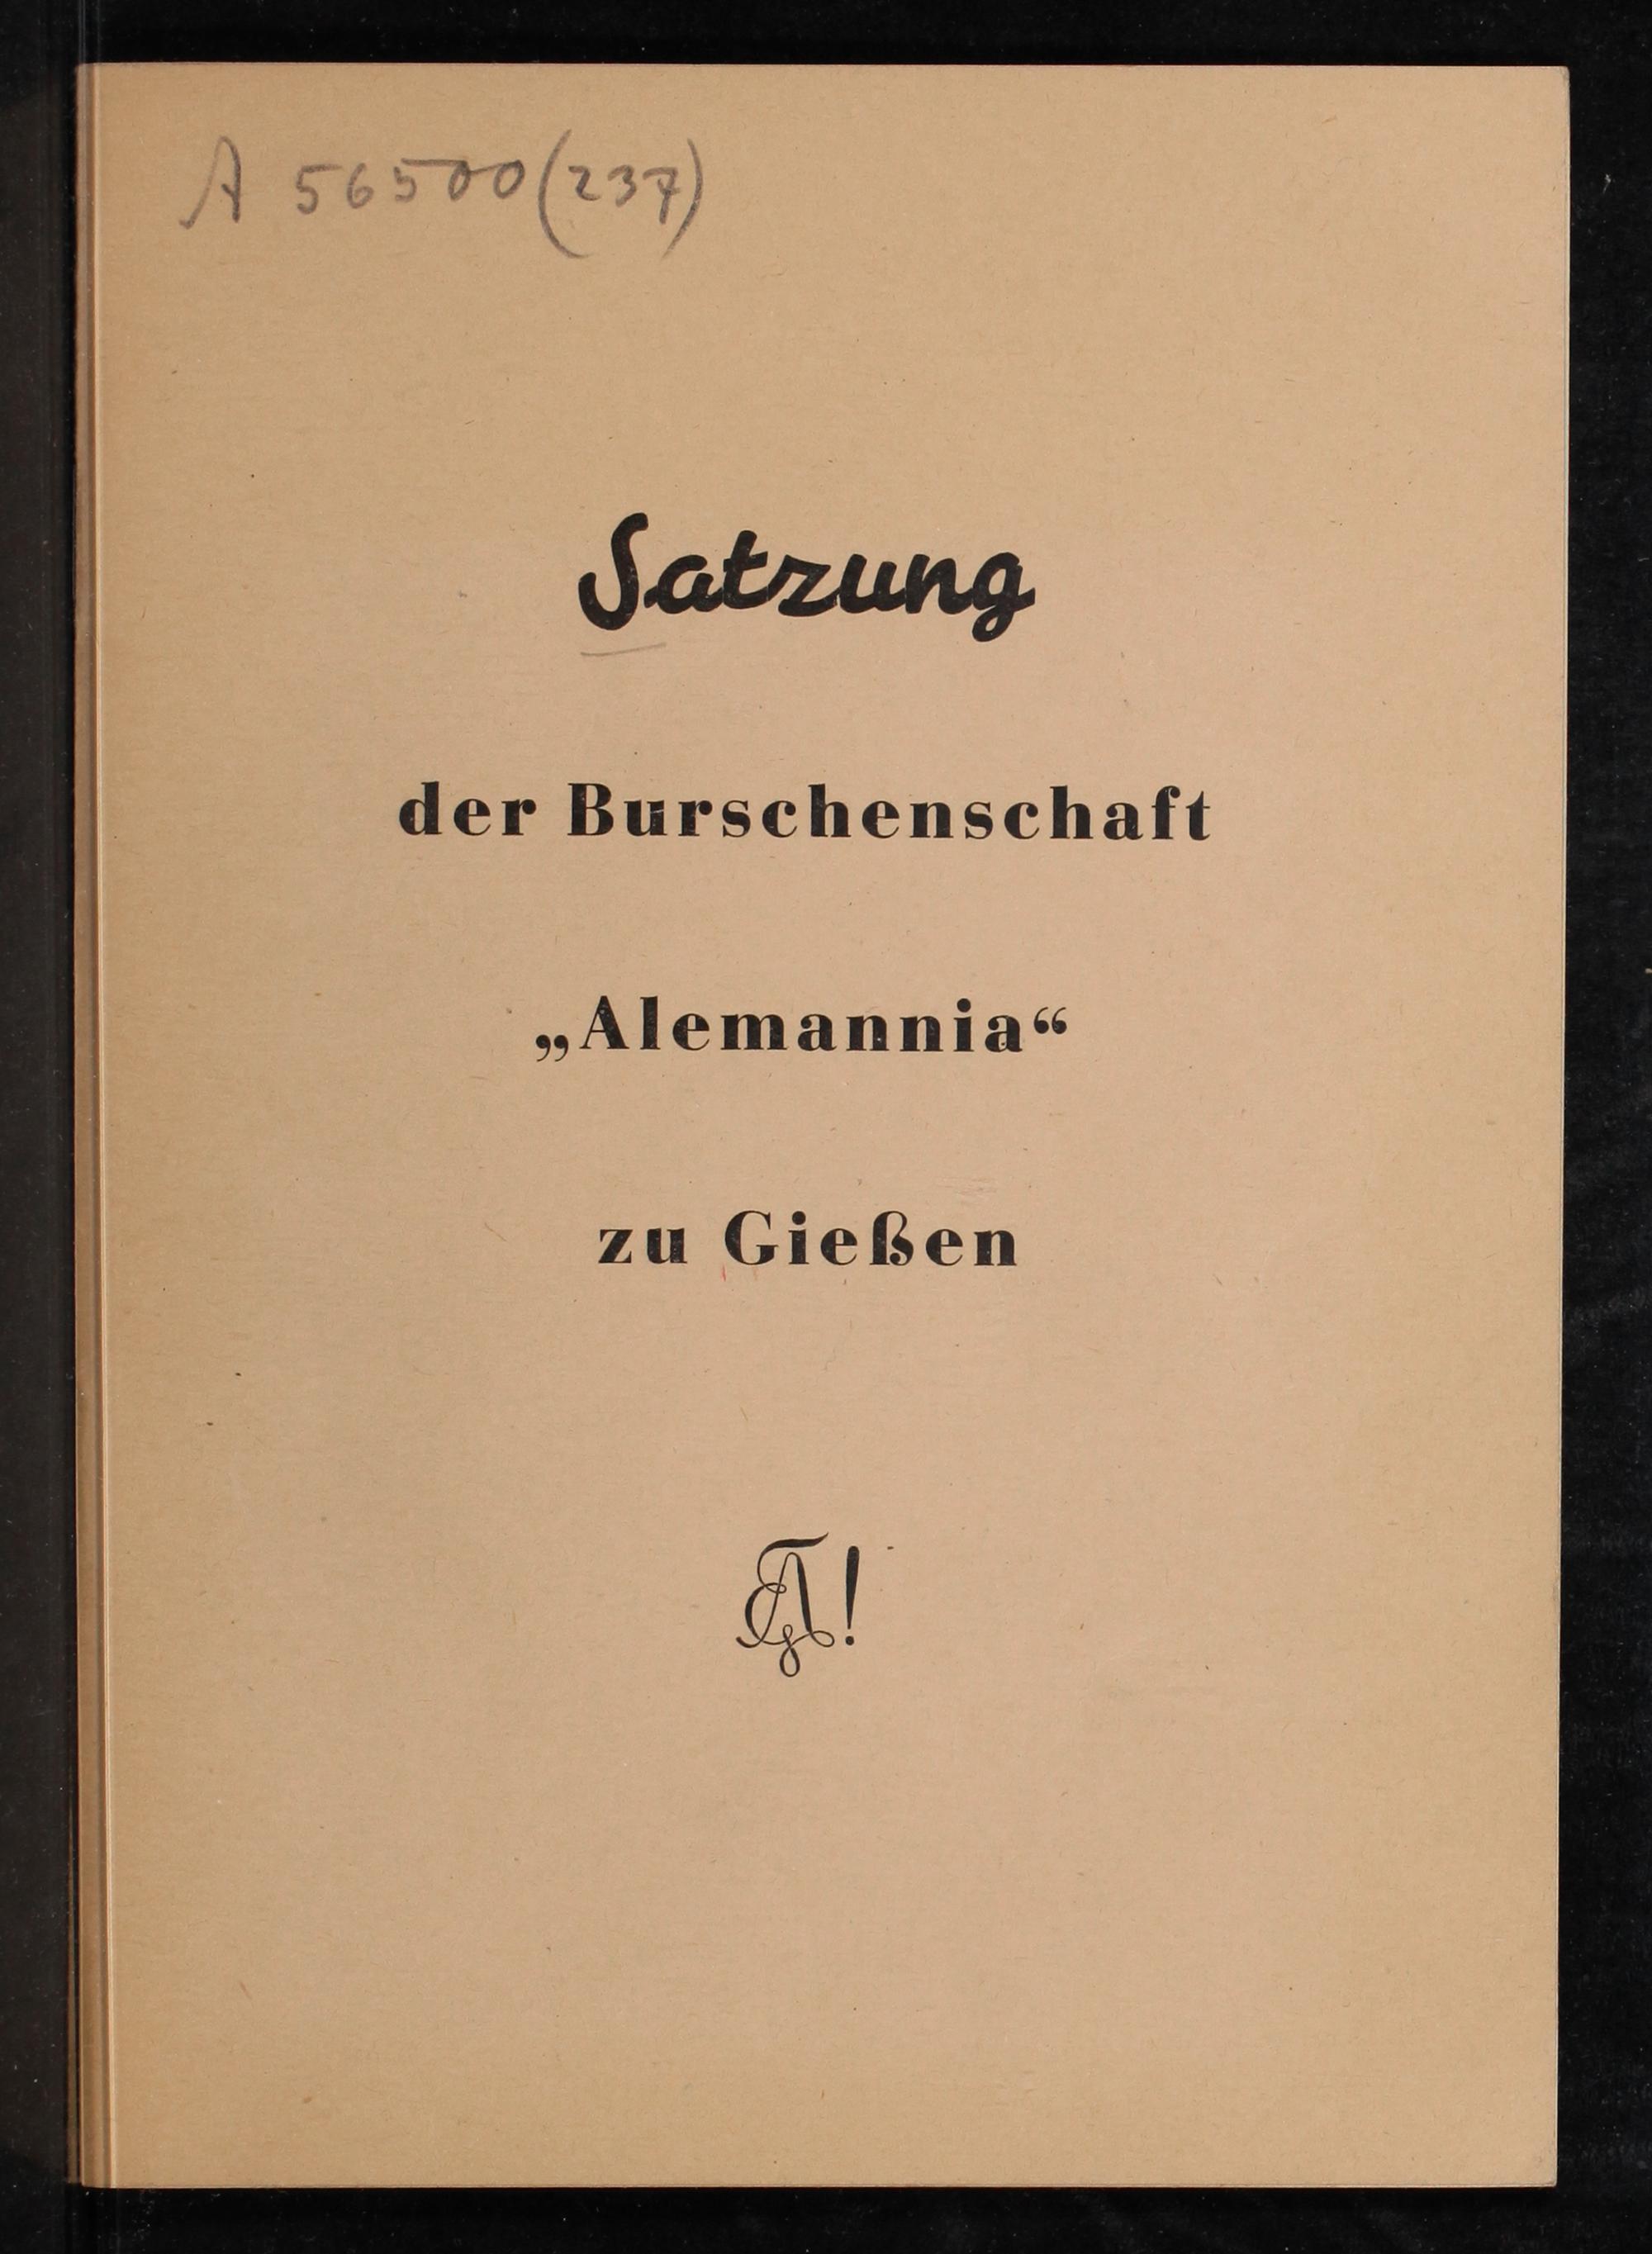 A 56500(237)
Satzung
der Burschenschaft
„Alemannia“
zu Gießen